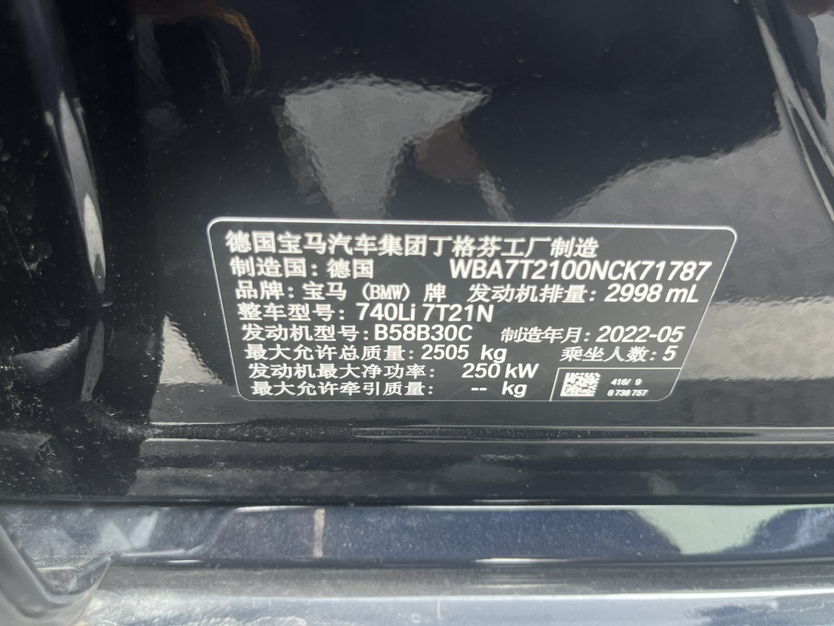 德国宝马汽车集团丁格芬工厂制造
制造国：德国 WBA7T2100NCK71787
品牌：宝马 (BMW) 牌 发动机排量：2998 mL
整车型号：740Li 7T21N
发动机型号：B58B30C 制造年月：2022-05
最大允许总质量：2505 kg 乘坐人数：5
发动机最大净功率： 250 kW
最大允许牵引质量： -- kg
416/ 9
6 738 757